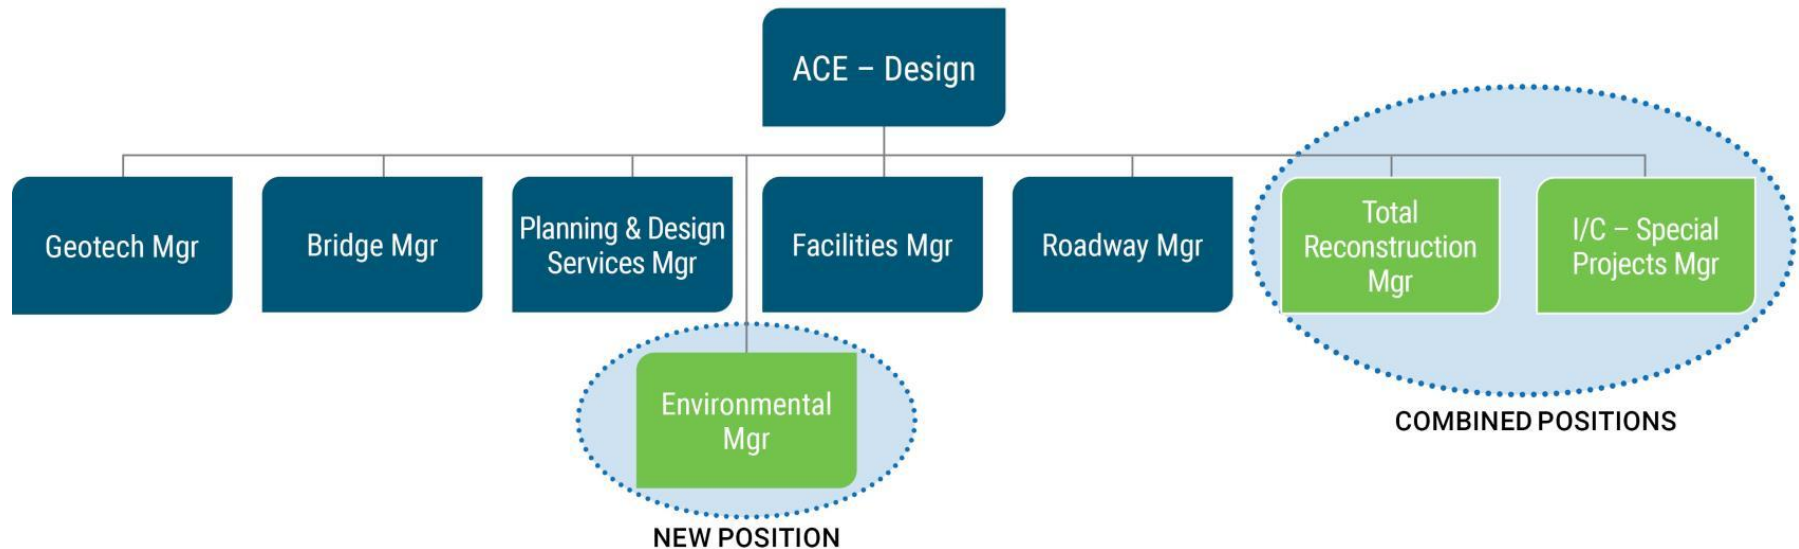 ACE – Design
Geotech Mgr
Bridge Mgr
Planning & Design
Services Mgr
Facilities Mgr
Roadway Mgr
Total
Reconstruction
Mgr
I/C – Special
Projects Mgr
Environmental
Mgr
COMBINED POSITIONS
NEW POSITION